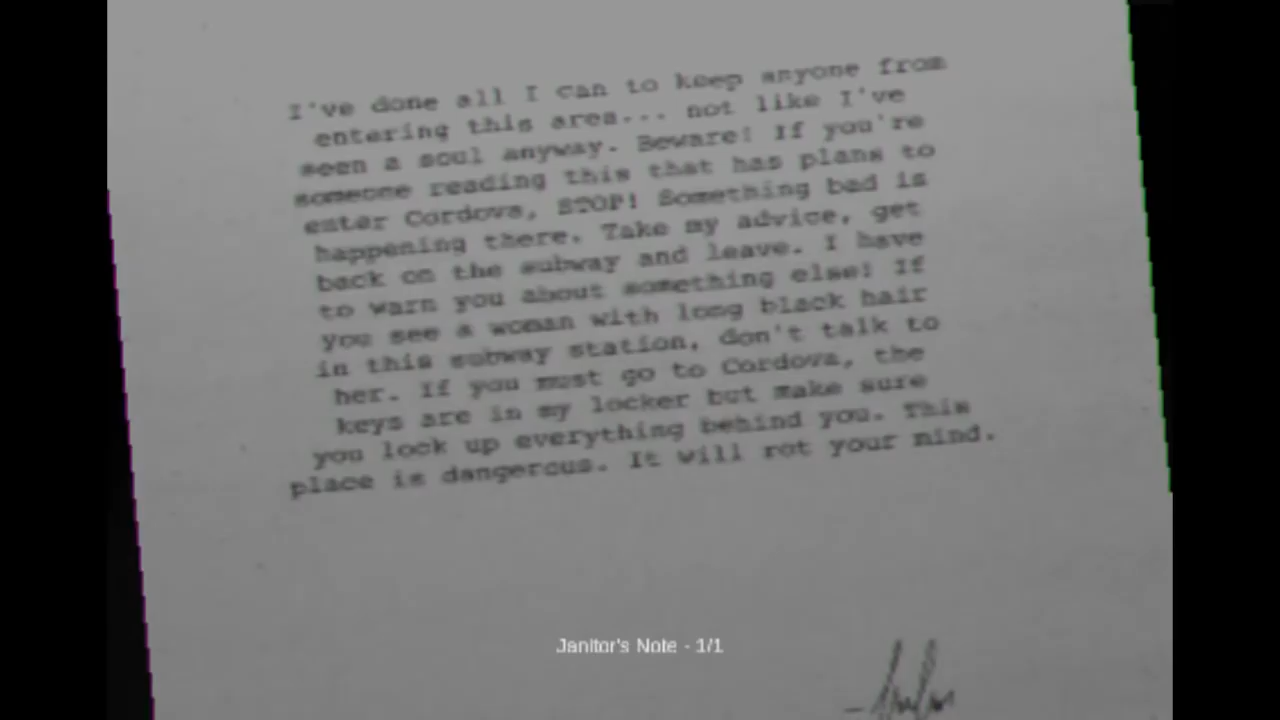 I've done all I can to keep anyone from
entering this area... not like I've
seen a soul anyway. Beware! If you're
someone reading this that has plans to
enter Cordova, STOP! Something bad is
happening there. Take my advice, get
back on the subway and leave. I have
to warn you about something else! If
you see a woman with long black hair
in this subway station, don't talk to
her. If you must go to Cordova, the
keys are in my locker but make sure
you lock up everything behind you. This
place is dangerous. It will rot your mind.
Janitor's Note - 1/1